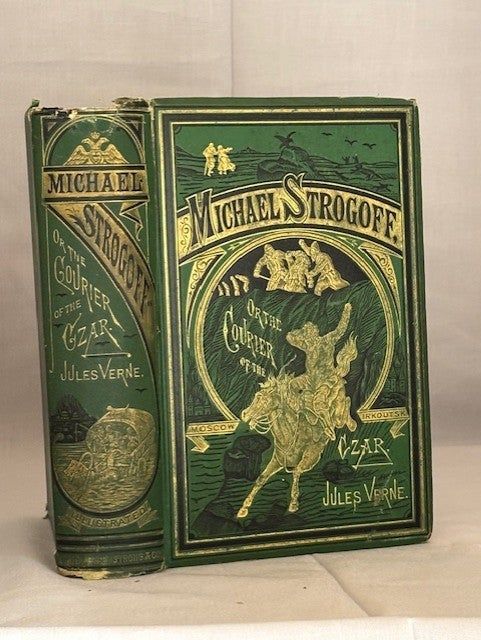 MICHAEL
STROGOFF
OR THE
COURIER
OF THE
CZAR.
JULES VERNE.
ILLUSTRATED
MICHAEL STROGOFF.
OR THE
COURIER
OF THE
MOSCOW
IRKOUTSK
CZAR.
JULES VERNE.